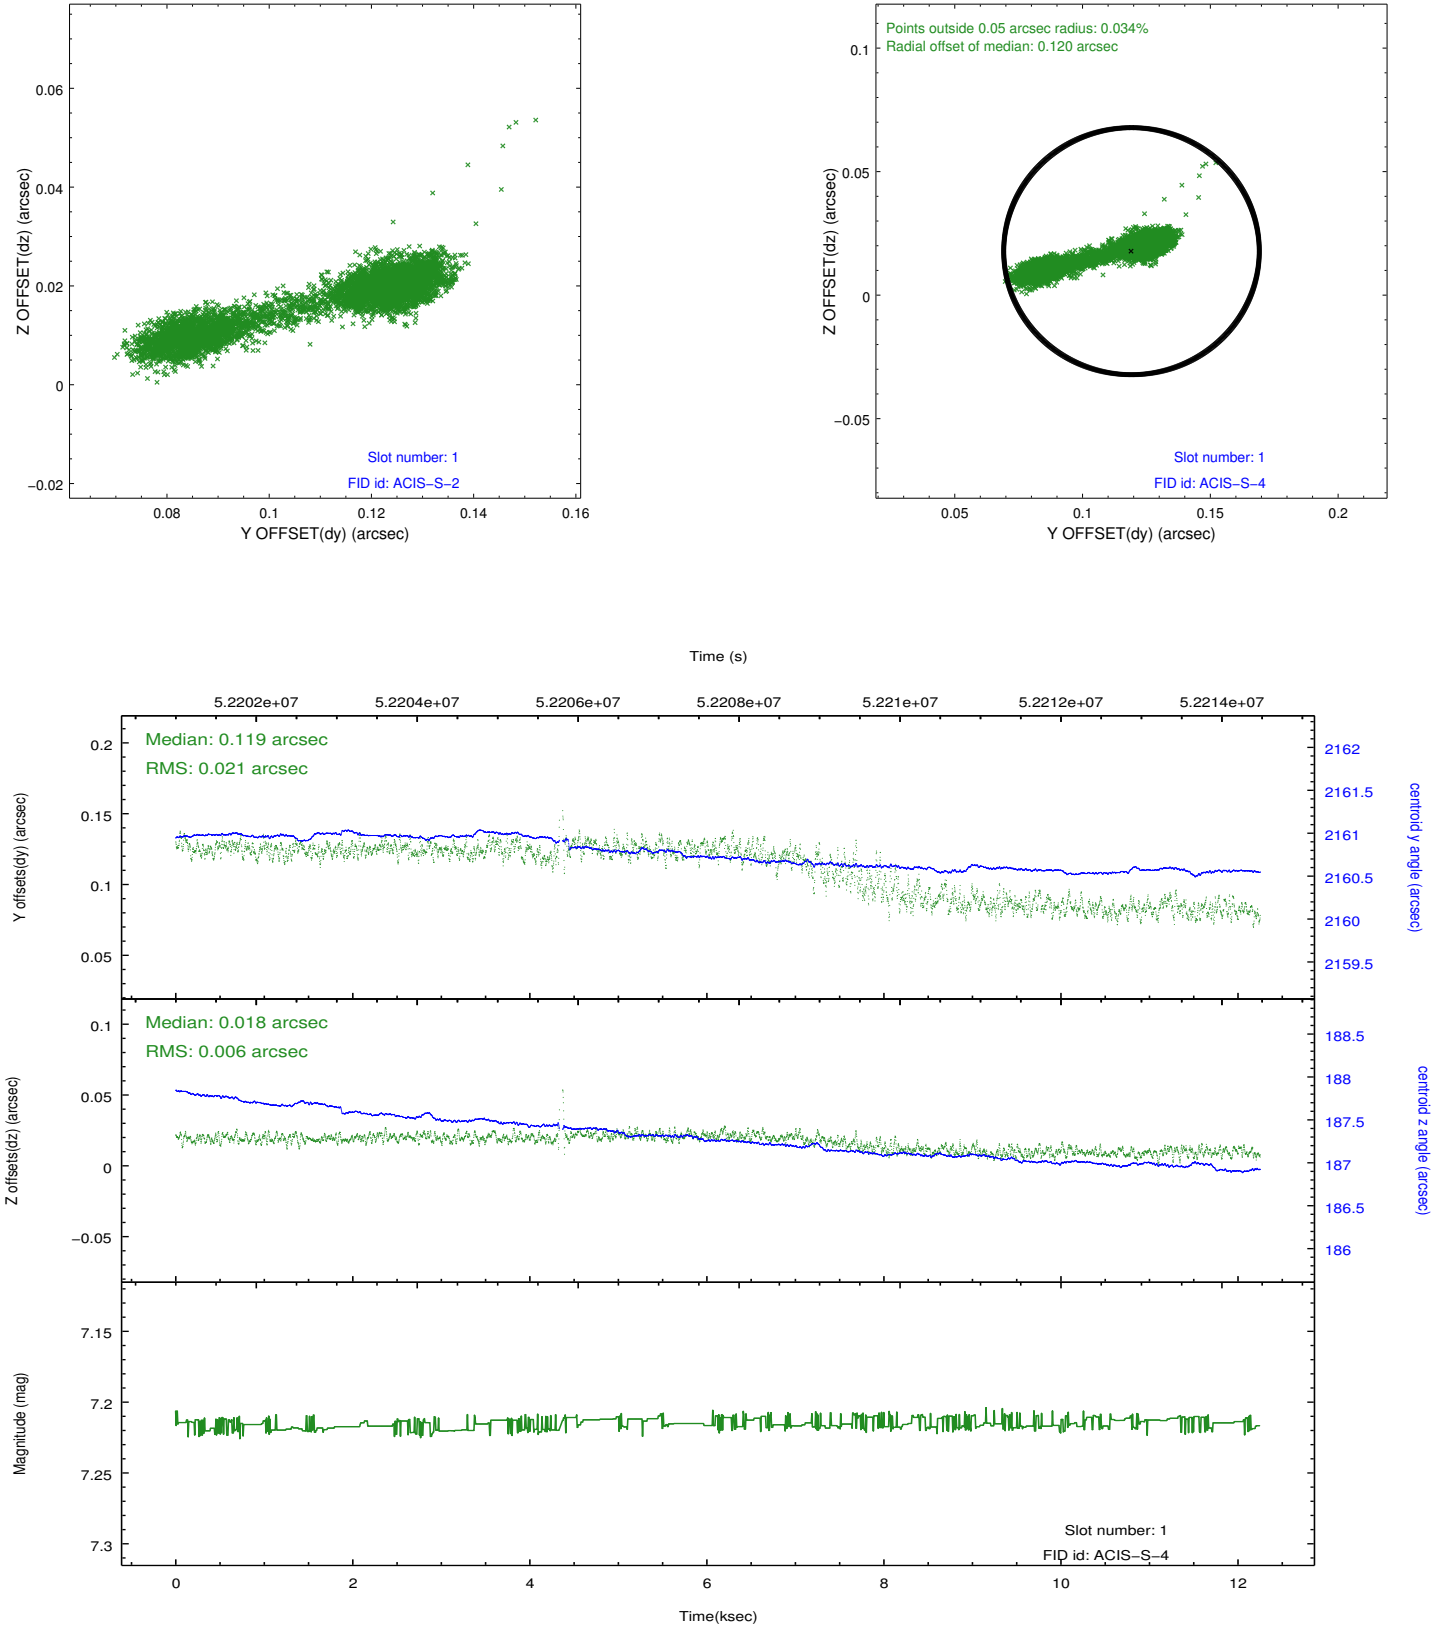 0.06
0.04
0.02
0
−0.02
Z OFFSET(dz) (arcsec)
Slot number: 1
FID id: ACIS−S−2
0.08 0.1 0.12 0.14 0.16
Y OFFSET(dy) (arcsec)
Points outside 0.05 arcsec radius: 0.034%
Radial offset of median: 0.120 arcsec
0.1
0.05
0
−0.05
Z OFFSET(dz) (arcsec)
Slot number: 1
FID id: ACIS−S−4
0.05 0.1 0.15 0.2
Y OFFSET(dy) (arcsec)
Time (s)
5.2202e+07 5.2204e+07 5.2206e+07 5.2208e+07 5.221e+07 5.2212e+07 5.2214e+07
Median: 0.119 arcsec
RMS: 0.021 arcsec
0.2
0.15
0.1
0.05
Y offsets(dy) (arcsec)
2162
2161.5
2161
2160.5
2160
2159.5
centroid y angle (arcsec)
Median: 0.018 arcsec
RMS: 0.006 arcsec
0.1
0.05
0
−0.05
Z offsets(dz) (arcsec)
188.5
188
187.5
187
186.5
186
centroid z angle (arcsec)
7.15
7.2
7.25
7.3
Magnitude (mag)
Slot number: 1
FID id: ACIS−S−4
0 2 4 6 8 10 12
Time(ksec)